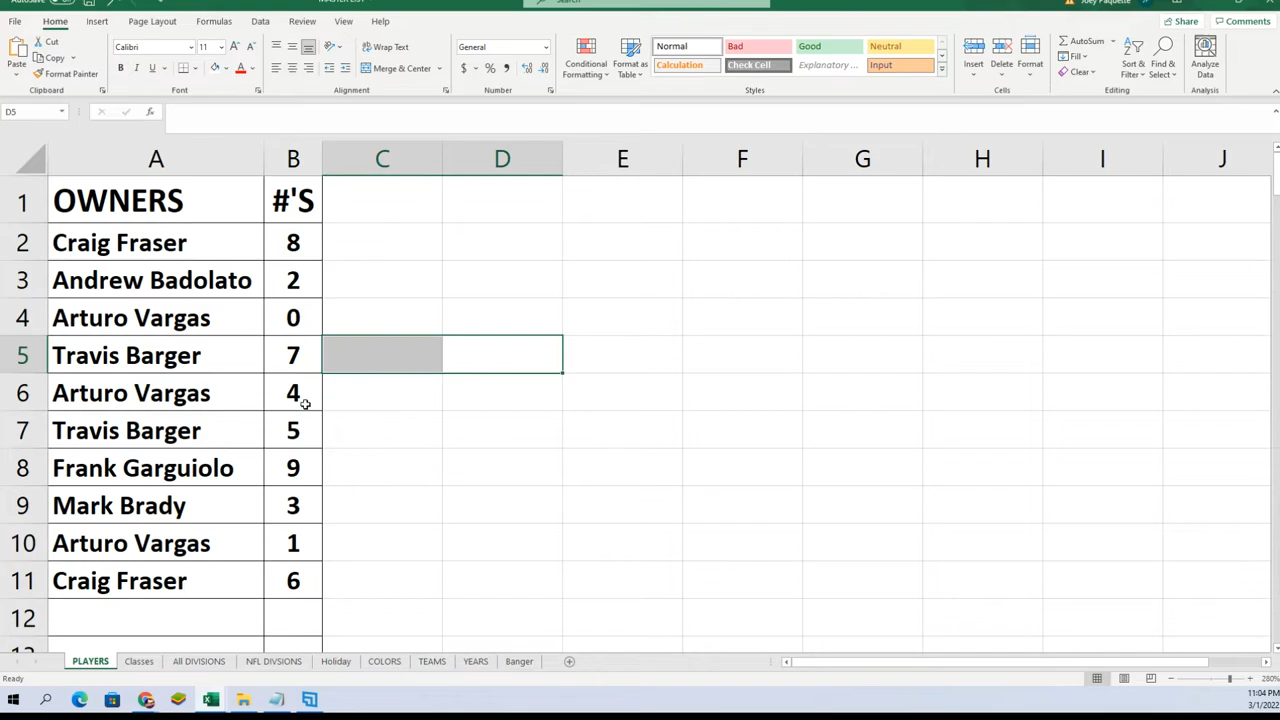 File Home Insert Page Layout Formulas Data Review View Help Share Comments
Paste Cut Copy Format Painter Clipboard
Calibri 11 B I U A Font
Wrap Text Merge & Center Alignment
General $ % Number
Conditional Formatting Format as Table
Normal Bad Good Neutral
Calculation Check Cell Explanatory ... Input
Styles
Insert Delete Format Cells
AutoSum Fill Clear Sort & Filter Find & Select Editing
Analyze Data Analysis
D5 fx
A B C D E F G H I J
1 OWNERS #'S
2 Craig Fraser 8
3 Andrew Badolato 2
4 Arturo Vargas 0
5 Travis Barger 7
6 Arturo Vargas 4
7 Travis Barger 5
8 Frank Garguiolo 9
9 Mark Brady 3
10 Arturo Vargas 1
11 Craig Fraser 6
12
PLAYERS Classes All DIVISIONS NFL DIVSIONS Holiday COLORS TEAMS YEARS Banger
Ready 280%
11:04 PM
3/1/2022